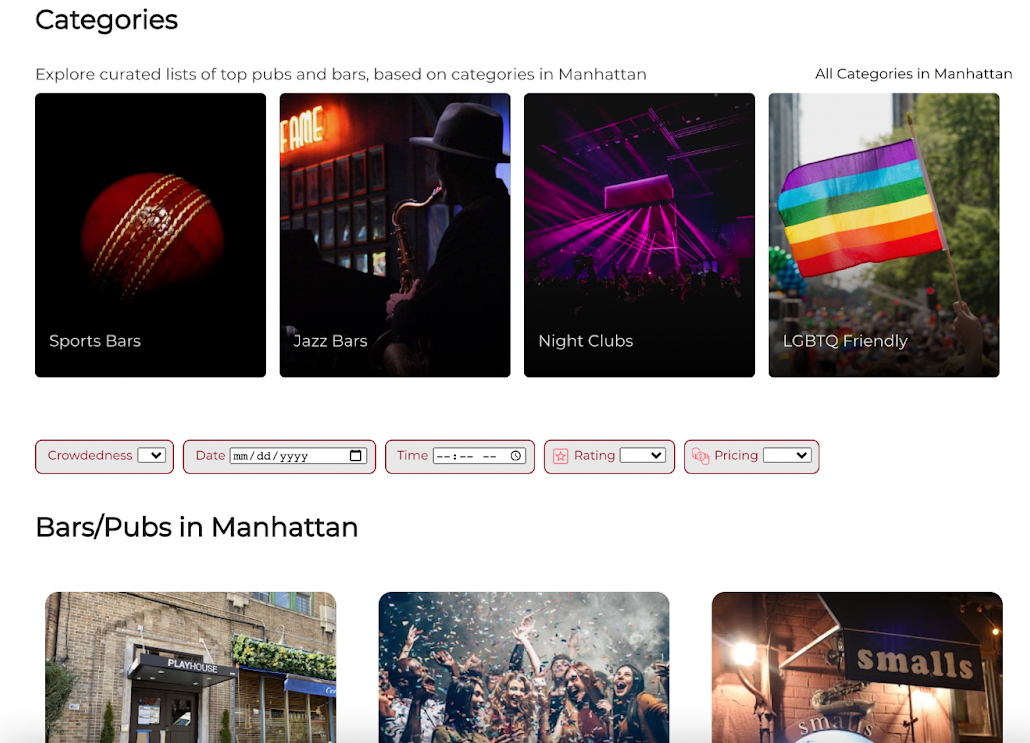 Categories
Explore curated lists of top pubs and bars, based on categories in Manhattan
All Categories in Manhattan
FAME
Sports Bars
Jazz Bars
Night Clubs
LGBTQ Friendly
Crowdedness
Date mm/dd/yyyy
Time --:-- --
Rating
Pricing
Bars/Pubs in Manhattan
PLAYHOUSE
smalls
smalls